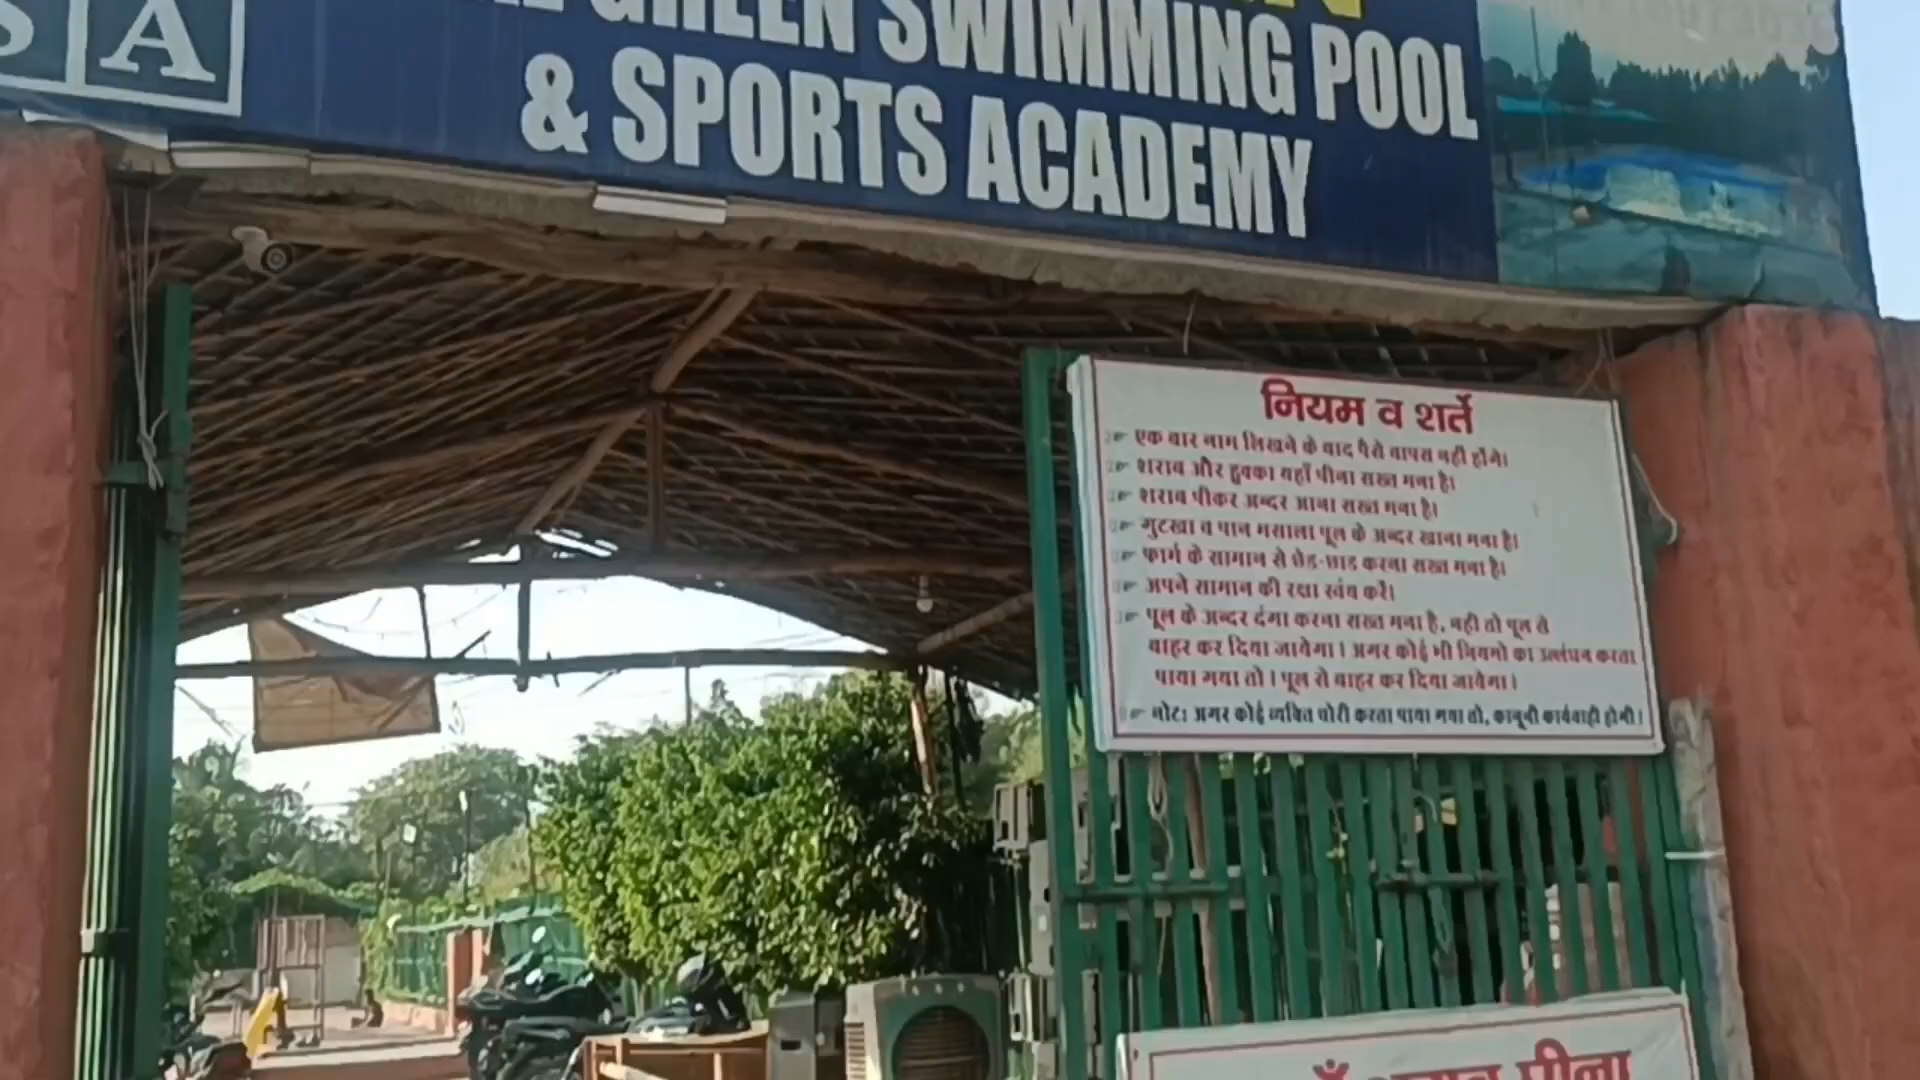 SA
GREEN SWIMMING POOL
& SPORTS ACADEMY
नियम व शर्ते
एक बार नाम लिखने के बाद पैसे वापस नहीं होंगे।
शराब और हुक्का यहाँ पीना सख्त मना है।
शराब पीकर अन्दर आना सख्त मना है।
गुटखा व पान मसाला पूल के अन्दर खाना मना है।
फार्म के सामान से छेड़-छाड़ करना सख्त मना है।
अपने सामान की रक्षा स्वंय करें।
पूल के अन्दर दंगा करना सख्त मना है, नही तो पूल से
बाहर कर दिया जायेगा। अगर कोई भी नियमो का उल्लंघन करता
पाया गया तो। पूल से बाहर कर दिया जायेगा।
नोट: अगर कोई व्यक्ति चोरी करता पाया गया तो, कानूनी कार्यवाही होगी।
पीना